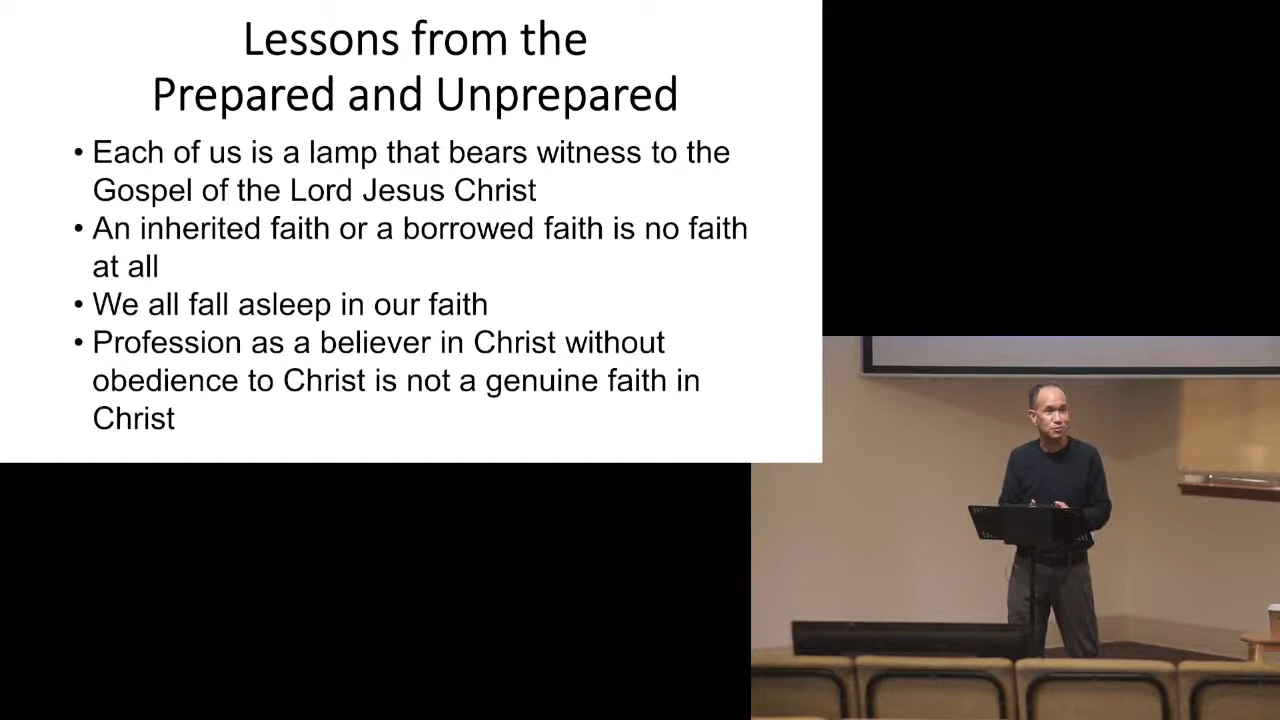 Lessons from the
Prepared and Unprepared
• Each of us is a lamp that bears witness to the
Gospel of the Lord Jesus Christ
• An inherited faith or a borrowed faith is no faith
at all
• We all fall asleep in our faith
• Profession as a believer in Christ without
obedience to Christ is not a genuine faith in
Christ